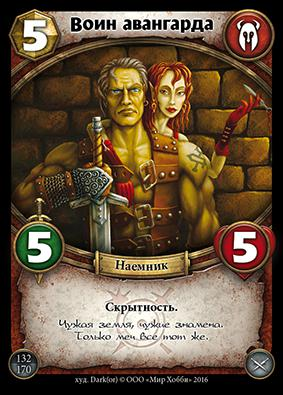 5 Воин авангарда
5 Наемник 5
Скрытность.
Чужая земля, чужие знамена.
Только меч все тот же.
132
170
худ. Dark(or) © ООО «Мир Хобби» 2016